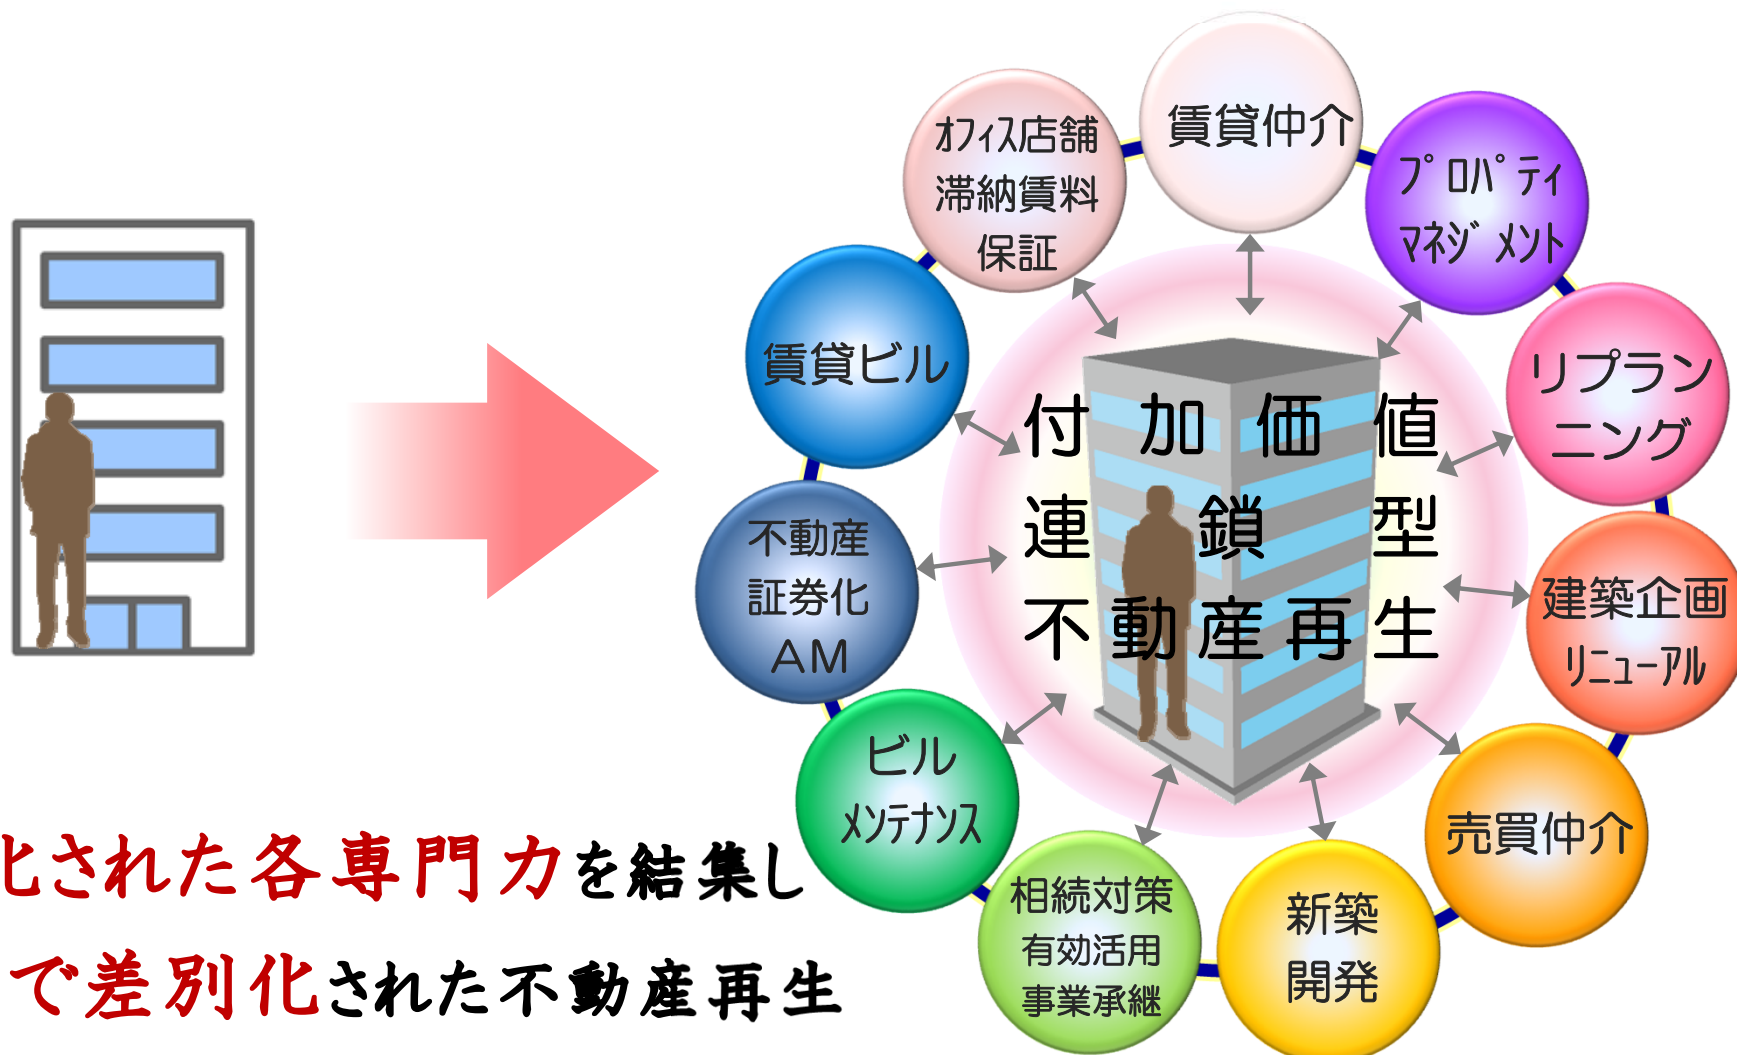 賃貸仲介
オフィス店舗
滞納賃料
保証
プロパティ
マネジメント
賃貸ビル
リプラン
ニング
付加価値
連鎖型
不動産再生
不動産
証券化
AM
建築企画
リニューアル
ビル
メンテナンス
売買仲介
相続対策
有効活用
事業承継
新築
開発
化された各専門力を結集し
で差別化された不動産再生